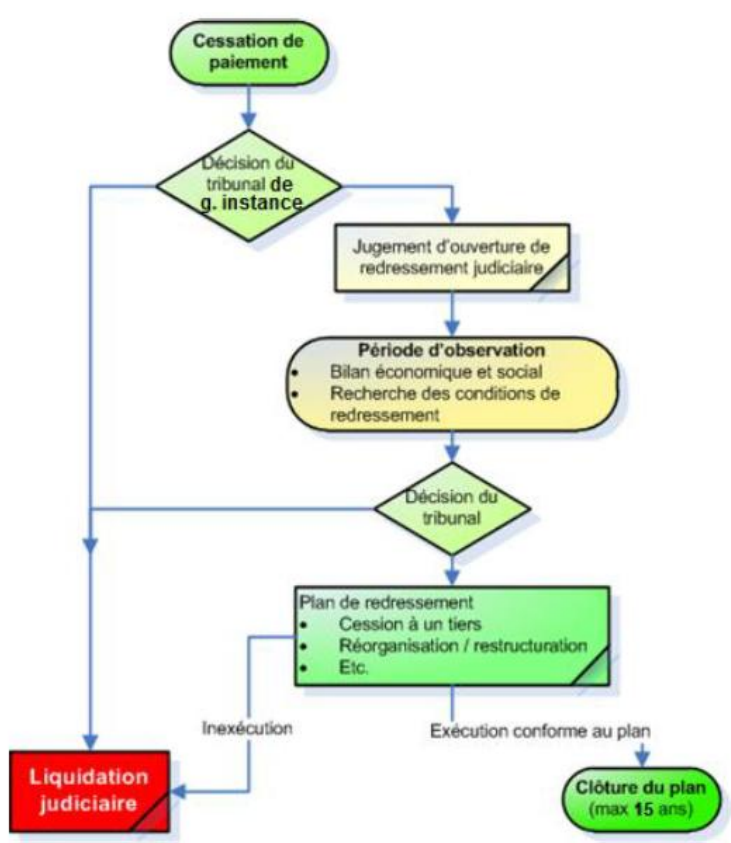 Cessation de
paiement
Décision du
tribunal de
g. instance
Jugement d'ouverture de
redressement judiciaire
Période d'observation
• Bilan économique et social
• Recherche des conditions de
redressement
Décision du
tribunal
Plan de redressement
• Cession à un tiers
• Réorganisation / restructuration
• Etc.
Inexécution
Exécution conforme au plan
Liquidation
judiciaire
Clôture du plan
(max 15 ans)